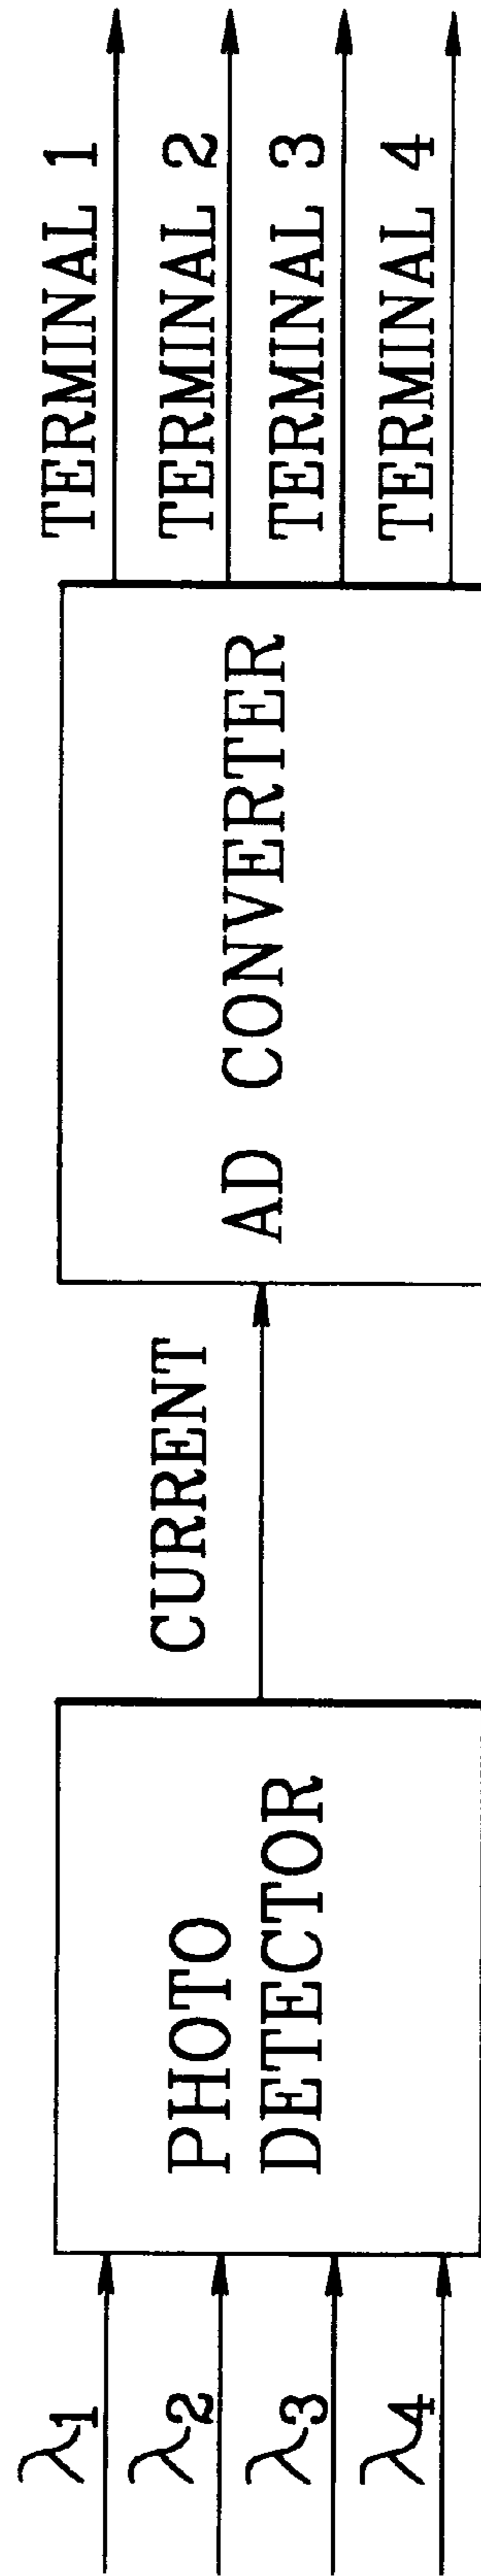 λ1
λ2
λ3
λ4
PHOTO
DETECTOR
CURRENT
AD CONVERTER
TERMINAL 1
TERMINAL 2
TERMINAL 3
TERMINAL 4